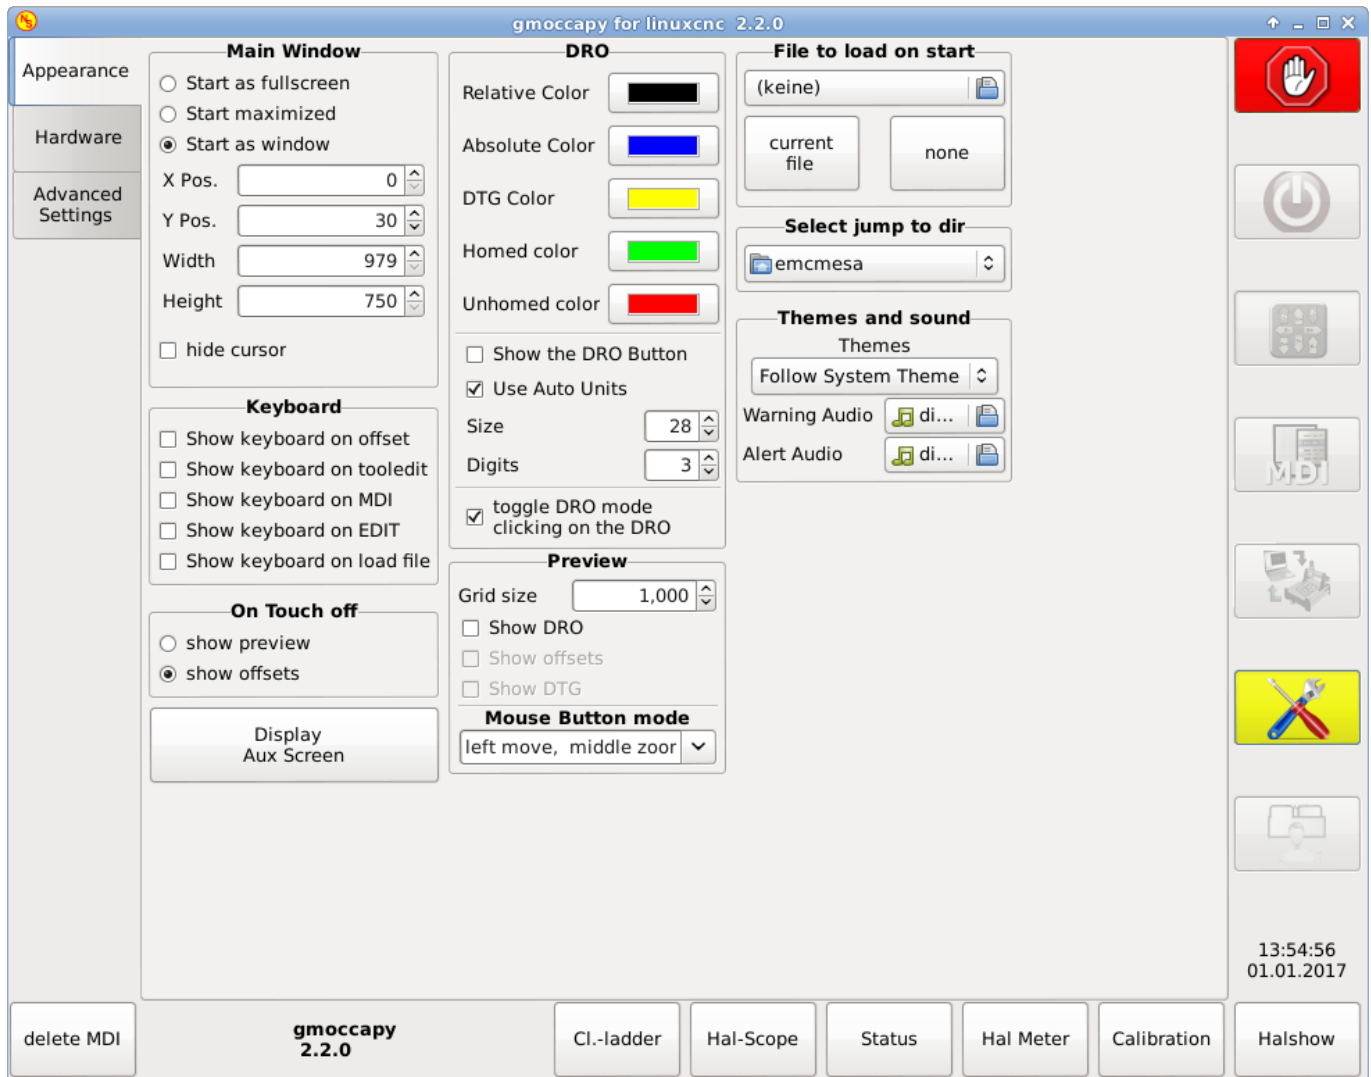 gmoccapy for linuxcnc 2.2.0
Appearance
Hardware
Advanced
Settings
Main Window
Start as fullscreen
Start maximized
Start as window
X Pos. 0
Y Pos. 30
Width 979
Height 750
hide cursor
Keyboard
Show keyboard on offset
Show keyboard on tooledit
Show keyboard on MDI
Show keyboard on EDIT
Show keyboard on load file
On Touch off
show preview
show offsets
Display
Aux Screen
DRO
Relative Color
Absolute Color
DTG Color
Homed color
Unhomed color
Show the DRO Button
Use Auto Units
Size 28
Digits 3
toggle DRO mode
clicking on the DRO
Preview
Grid size 1,000
Show DRO
Show offsets
Show DTG
Mouse Button mode
left move, middle zoor
File to load on start
(keine)
current
file
none
Select jump to dir
emcmesa
Themes and sound
Themes
Follow System Theme
Warning Audio di...
Alert Audio di...
MDI
13:54:56
01.01.2017
delete MDI
gmoccapy
2.2.0
Cl.-ladder
Hal-Scope
Status
Hal Meter
Calibration
Halshow